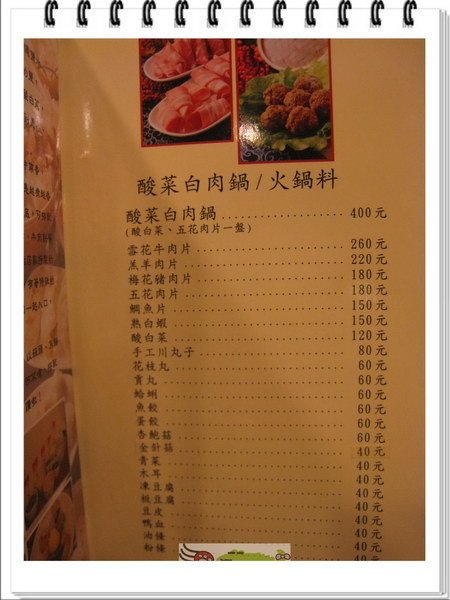 酸菜白肉鍋/火鍋料
酸菜白肉鍋 400元
(酸白菜、五花肉片一盤)
雪花牛肉片 260元
羔羊肉片 220元
梅花豬肉片 180元
五花肉片 180元
鯛魚片 150元
熟白蝦 150元
酸白菜 120元
手工川丸子 80元
花枝丸 60元
貢丸 60元
蛤蜊 60元
魚餃 60元
蛋餃 60元
杏鮑菇 60元
金針菇 40元
青菜 40元
木耳 40元
凍豆腐 40元
板豆腐 40元
豆皮 40元
鴨血 40元
油條 40元
粉條 40元